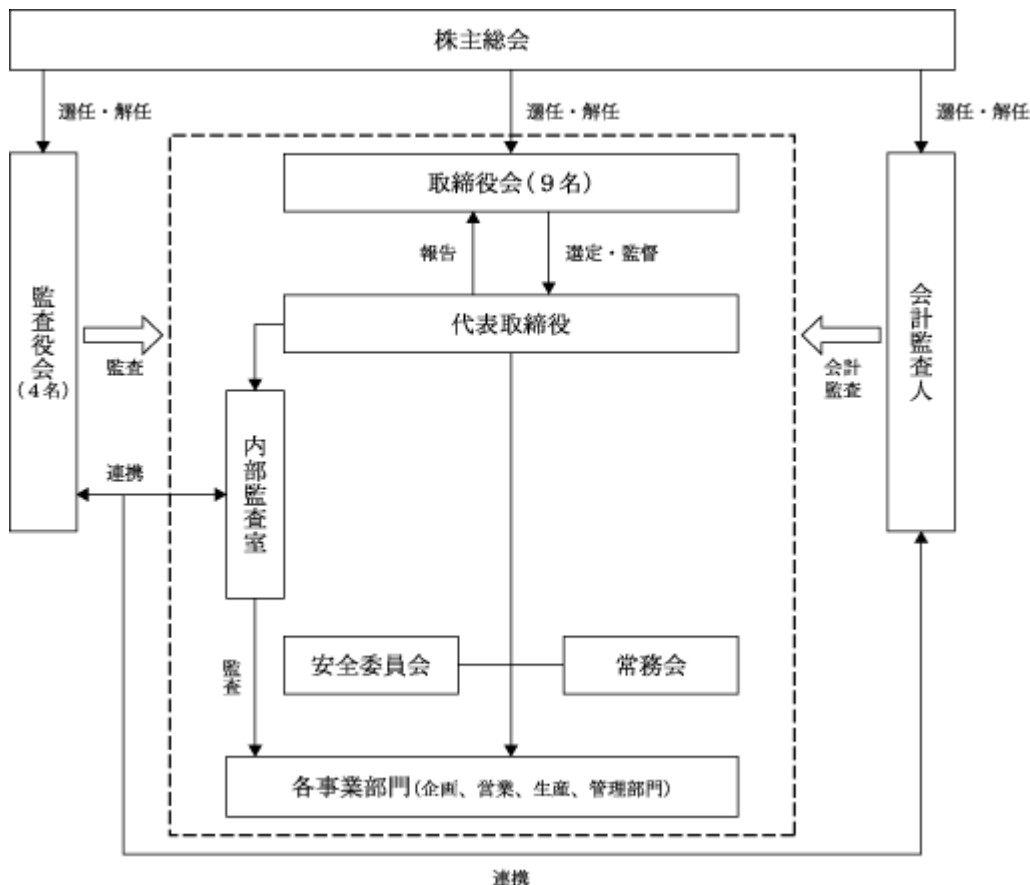 株主総会
選任・解任
選任・解任
選任・解任
取締役会(9名)
報告
選定・監督
監査役会
(4名)
監査
代表取締役
会計
監査
会計監査人
内部監査室
連携
監査
安全委員会
常務会
各事業部門(企画、営業、生産、管理部門)
連携